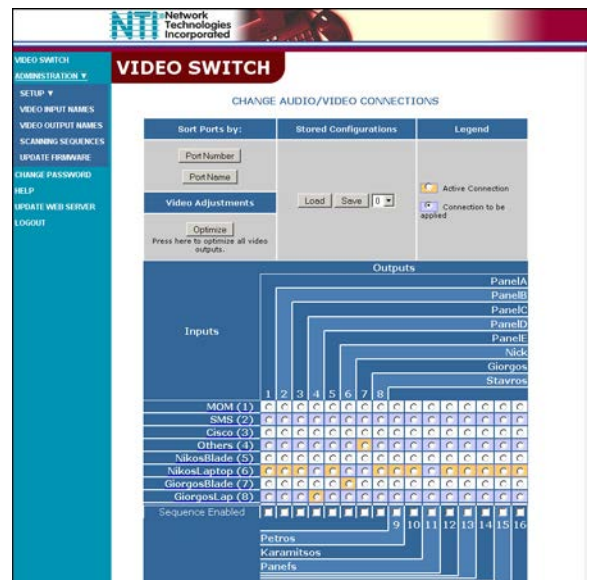 NTI Network
Technologies
Incorporated
VIDEO SWITCH
ADMINISTRATION ▼
SETUP ▼
VIDEO INPUT NAMES
VIDEO OUTPUT NAMES
SCANNING SEQUENCES
UPDATE FIRMWARE
CHANGE PASSWORD
HELP
UPDATE WEB SERVER
LOGOUT
VIDEO SWITCH
CHANGE AUDIO/VIDEO CONNECTIONS
Sort Ports by:
Port Number
Port Name
Video Adjustments
Optimize
Press here to optimize all video
outputs.
Stored Configurations
Load Save 0
Legend
Active Connection
Connection to be
applied
Outputs
PanelA
PanelB
PanelC
PanelD
PanelE
Nick
Giorgos
Stavros
Inputs
1 2 3 4 5 6 7 8
MOM (1)
SMS (2)
Cisco (3)
Others (4)
NikosBlade (5)
NikosLaptop (6)
GiorgosBlade (7)
GiorgosLap (8)
Sequence Enabled
9 10 11 12 13 14 15 16
Petros
Karamitsos
Panefs